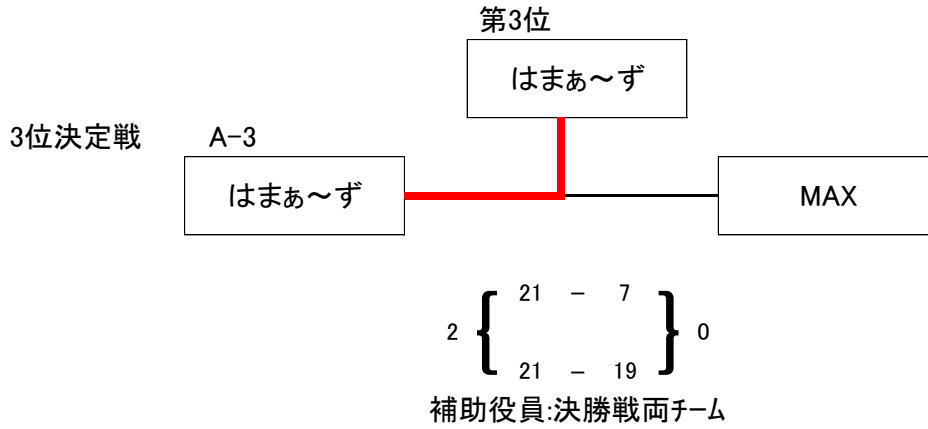 第3位
はまぁ～ず
3位決定戦 A-3
はまぁ～ず MAX
21 － 7
2 { } 0
21 － 19
補助役員:決勝戦両チーム